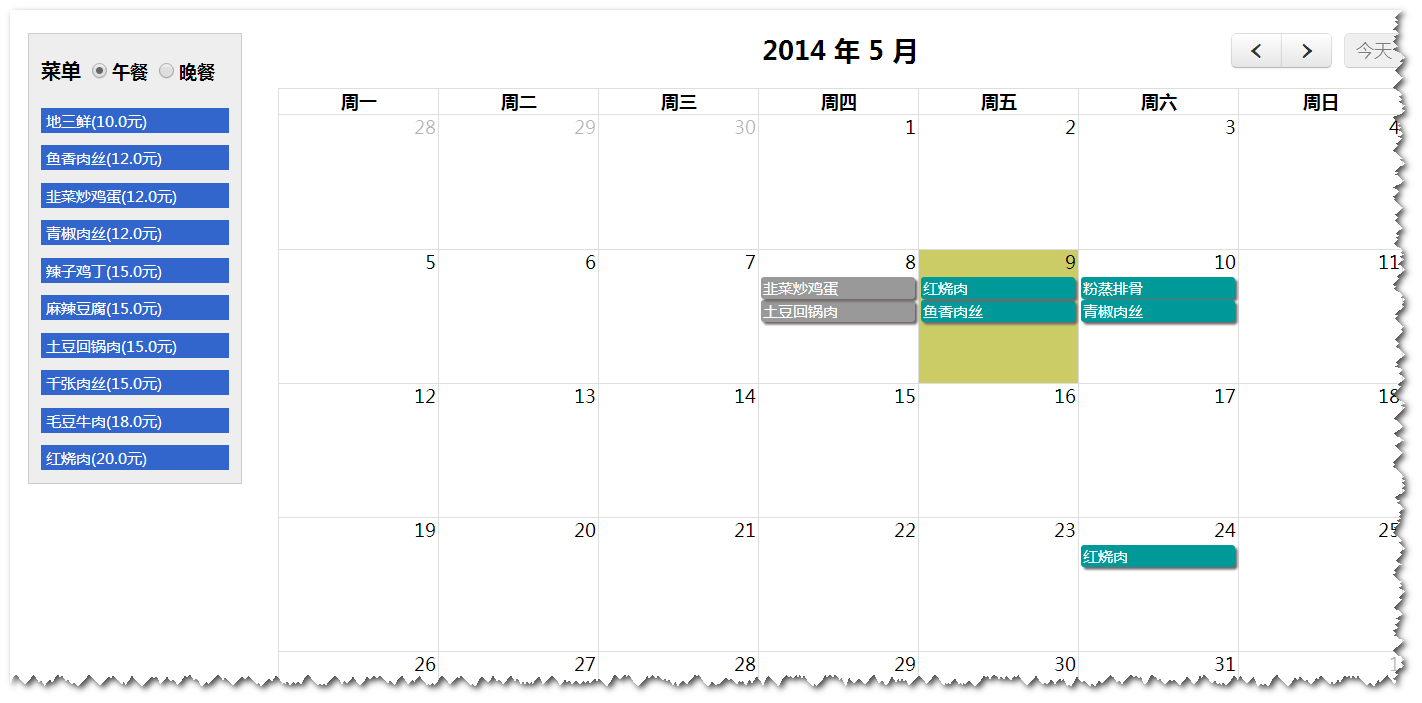 菜单 午餐 晚餐
地三鲜(10.0元)
鱼香肉丝(12.0元)
韭菜炒鸡蛋(12.0元)
青椒肉丝(12.0元)
辣子鸡丁(15.0元)
麻辣豆腐(15.0元)
土豆回锅肉(15.0元)
千张肉丝(15.0元)
毛豆牛肉(18.0元)
红烧肉(20.0元)
2014 年 5 月
今天
周一 周二 周三 周四 周五 周六 周日
28 29 30 1 2 3 4
5 6 7 8 9 10 11
韭菜炒鸡蛋 红烧肉 粉蒸排骨
土豆回锅肉 鱼香肉丝 青椒肉丝
12 13 14 15 16 17 18
19 20 21 22 23 24 25
红烧肉
26 27 28 29 30 31 1